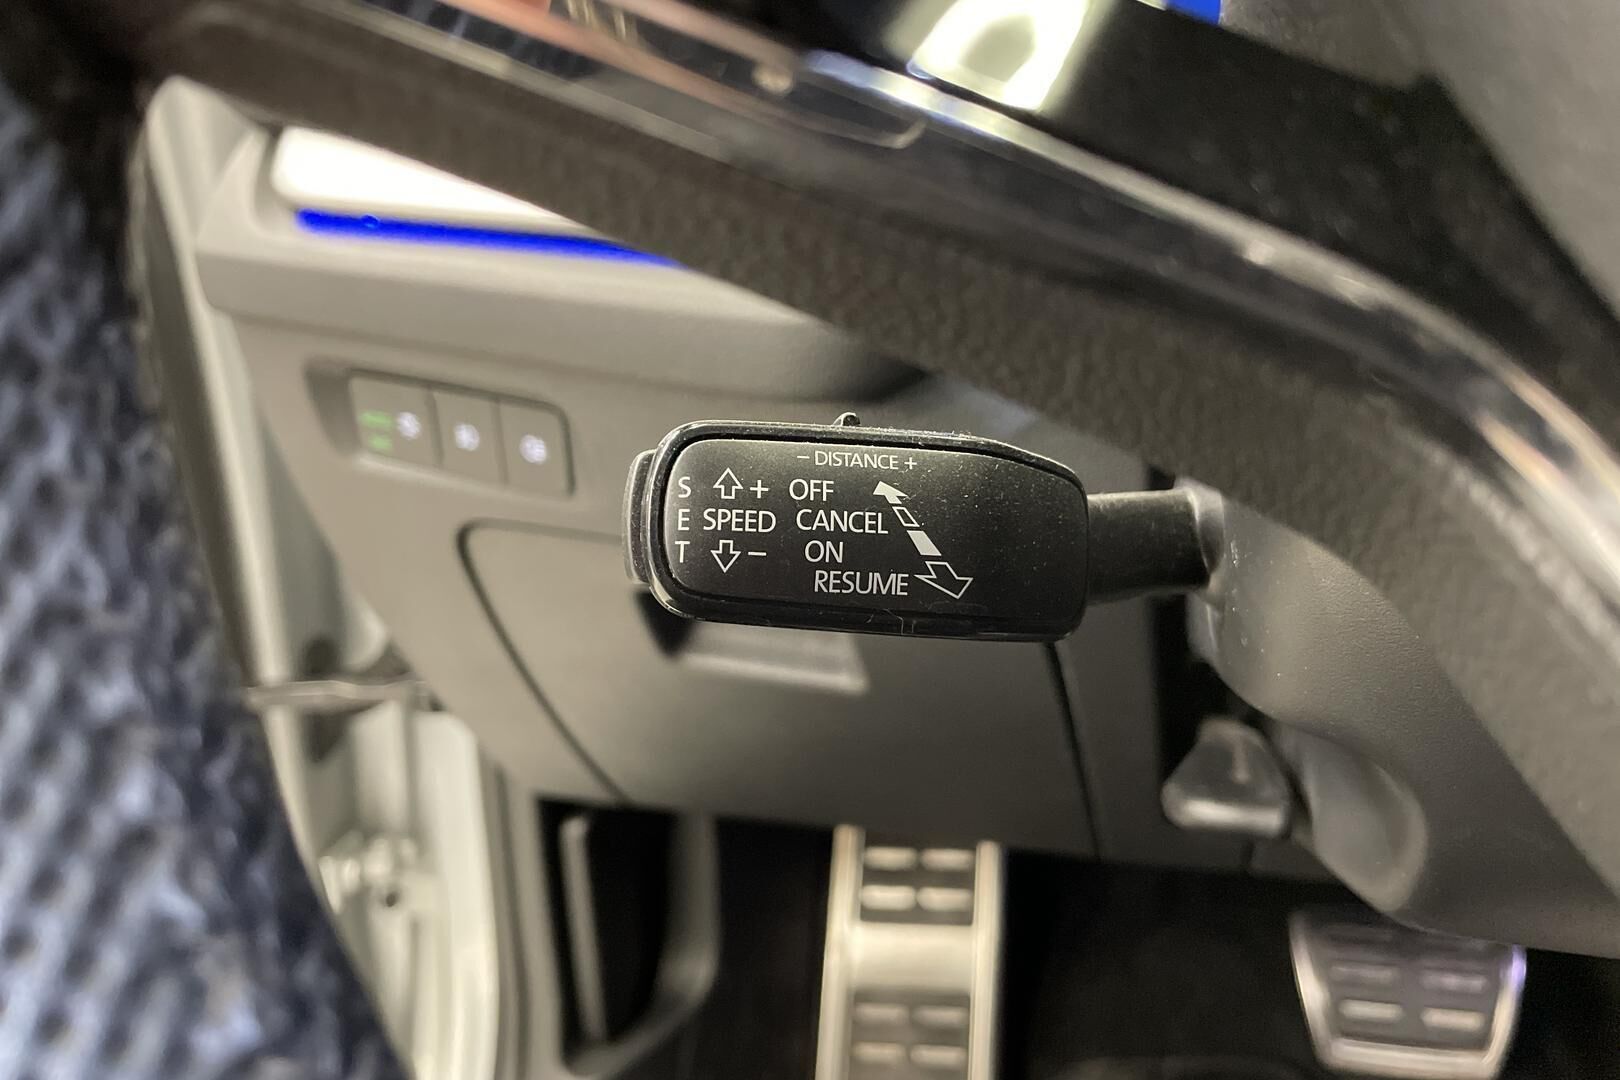 – DISTANCE +
S + OFF
E SPEED CANCEL
T – ON
RESUME